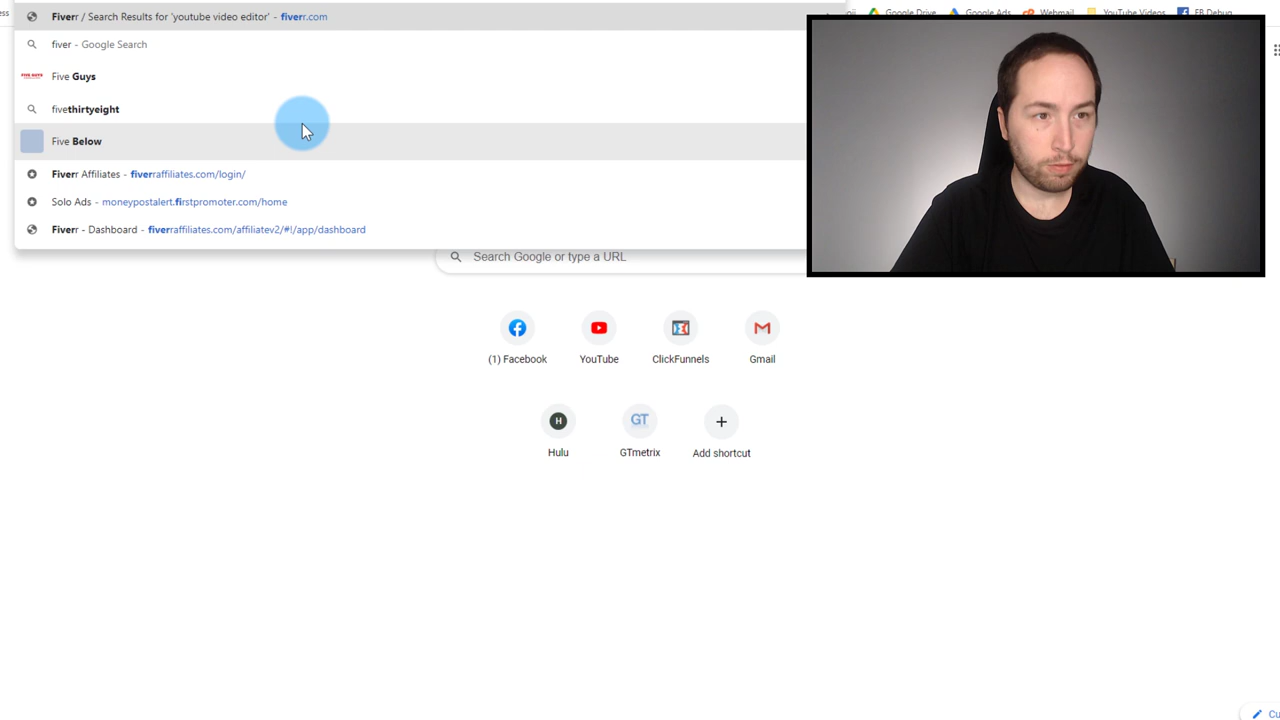 Fiverr / Search Results for 'youtube video editor' - fiverr.com
fiver - Google Search
FIVE GUYS Five Guys
fivethirtyeight
Five Below
Fiverr Affiliates - fiverraffiliates.com/login/
Solo Ads - moneypostalert.firstpromoter.com/home
Fiverr - Dashboard - fiverraffiliates.com/affiliatev2/#!/app/dashboard
Google Drive Google Ads Webmail YouTube Videos FB Debug
Search Google or type a URL
(1) Facebook YouTube ClickFunnels Gmail
H GT
Hulu GTmetrix Add shortcut